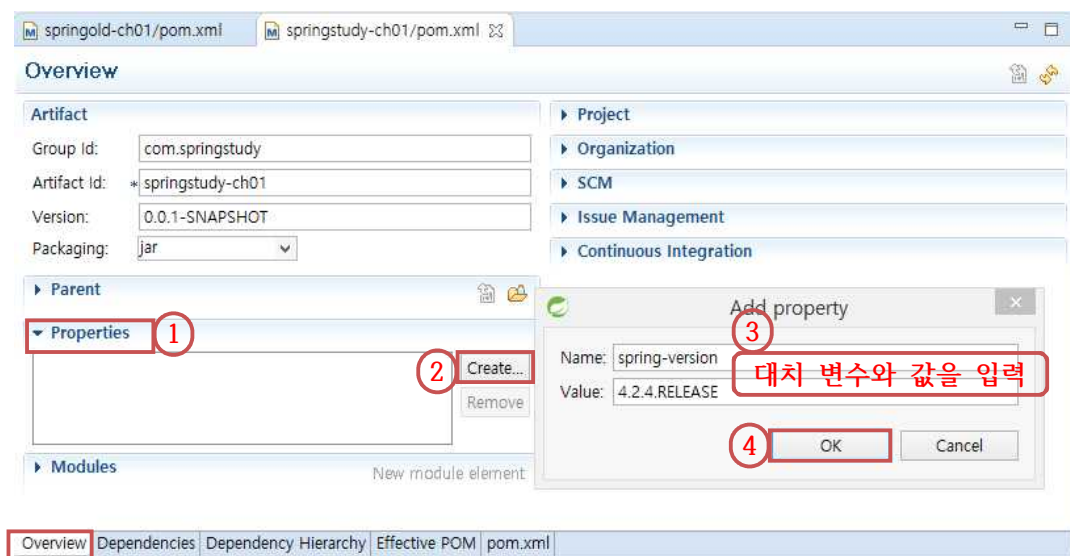 springold-ch01/pom.xml
springstudy-ch01/pom.xml
Overview
Artifact
Group Id: com.springstudy
Artifact Id: * springstudy-ch01
Version: 0.0.1-SNAPSHOT
Packaging: jar
Parent
Properties ①
② Create...
Remove
Modules
New module element
Project
Organization
SCM
Issue Management
Continuous Integration
Add property
③
Name: spring-version
대치 변수와 값을 입력
Value: 4.2.4.RELEASE
④ OK Cancel
Overview Dependencies Dependency Hierarchy Effective POM pom.xml